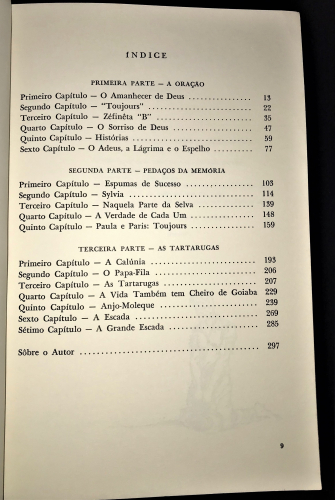 ÍNDICE
PRIMEIRA PARTE — A ORAÇÃO
Primeiro Capítulo — O Amanhecer de Deus ................ 13
Segundo Capítulo — "Toujours" ........................... 22
Terceiro Capítulo — Zéfinêta "B" ......................... 35
Quarto Capítulo — O Sorriso de Deus .................... 47
Quinto Capítulo — Histórias ............................. 59
Sexto Capítulo — O Adeus, a Lágrima e o Espelho ......... 77
SEGUNDA PARTE — PEDAÇOS DA MEMÓRIA
Primeiro Capítulo — Espumas de Sucesso ................. 103
Segundo Capítulo — Sylvia ............................... 114
Terceiro Capítulo — Naquela Parte da Selva .............. 139
Quarto Capítulo — A Verdade de Cada Um ................ 148
Quinto Capítulo — Paula e Paris: Toujours ................ 159
TERCEIRA PARTE — AS TARTARUGAS
Primeiro Capítulo — A Calúnia ........................... 193
Segundo Capítulo — O Papa-Fila .......................... 206
Terceiro Capítulo — As Tartarugas ........................ 207
Quarto Capítulo — A Vida Também tem Cheiro de Goiaba 229
Quinto Capítulo — Anjo-Moleque ......................... 239
Sexto Capítulo — A Escada ............................... 269
Sétimo Capítulo — A Grande Escada ...................... 285
Sôbre o Autor ........................................... 297
9